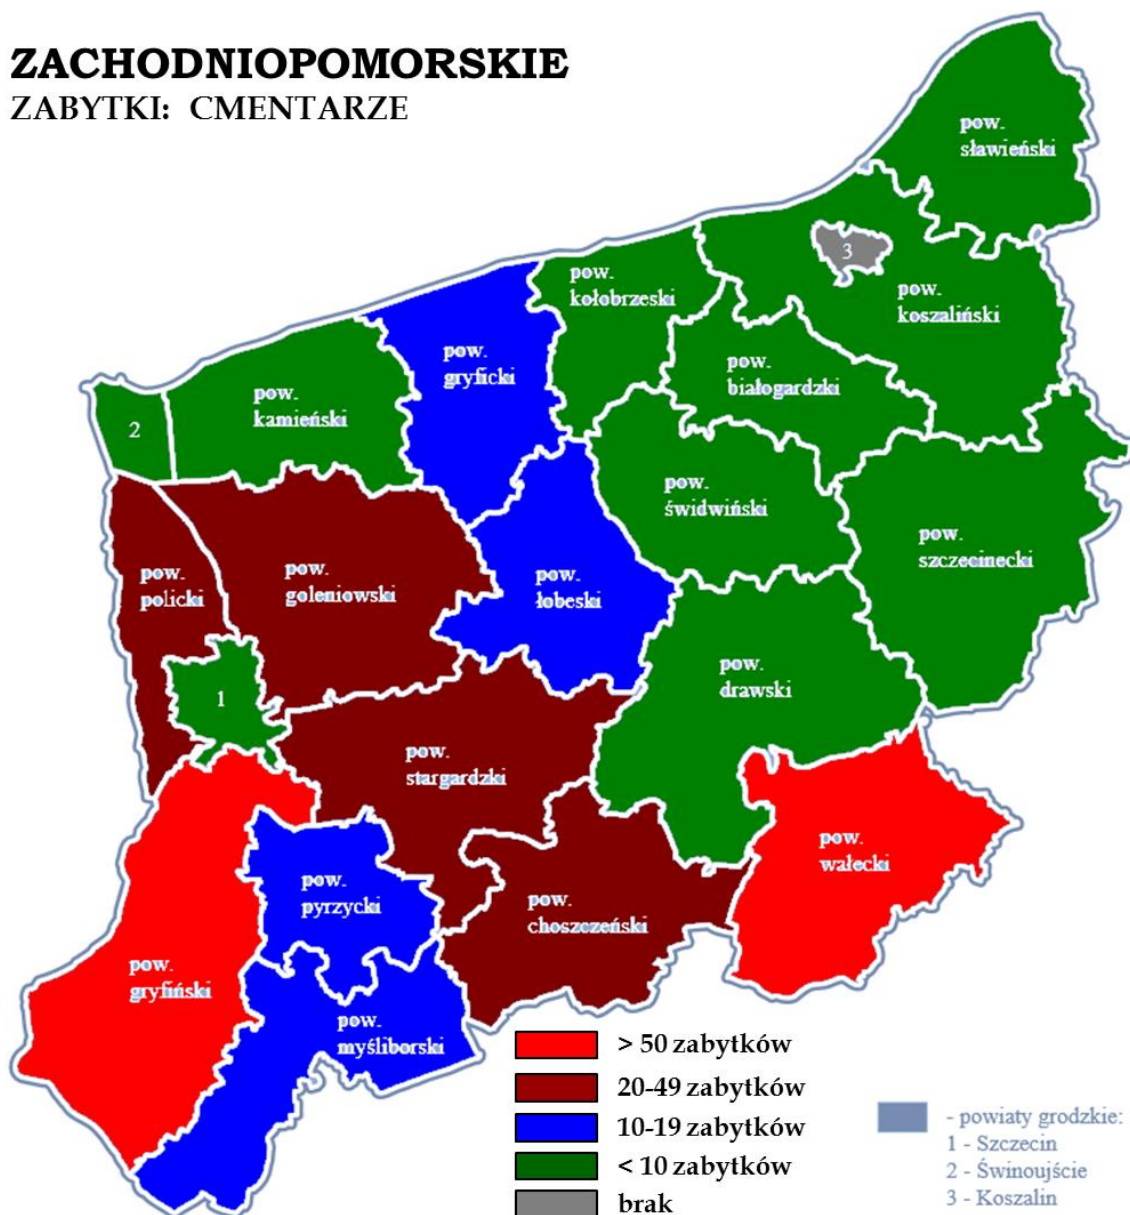 ZACHODNIOPOMORSKIE
ZABYTKI: CMENTARZE
pow.
sławieński
3
pow.
kołobrzeski
pow.
koszaliński
pow.
gryficki
pow.
białogardzki
pow.
kamieński
2
pow.
świdwiński
pow.
szczecinecki
pow.
policki
pow.
goleniowski
pow.
łobeski
1
pow.
drawski
pow.
stargardzki
pow.
wałecki
pow.
pyrzycki
pow.
choszczeński
pow.
gryfiński
pow.
myśliborski
> 50 zabytków
20-49 zabytków
10-19 zabytków
< 10 zabytków
brak
- powiaty grodzkie:
1 - Szczecin
2 - Świnoujście
3 - Koszalin